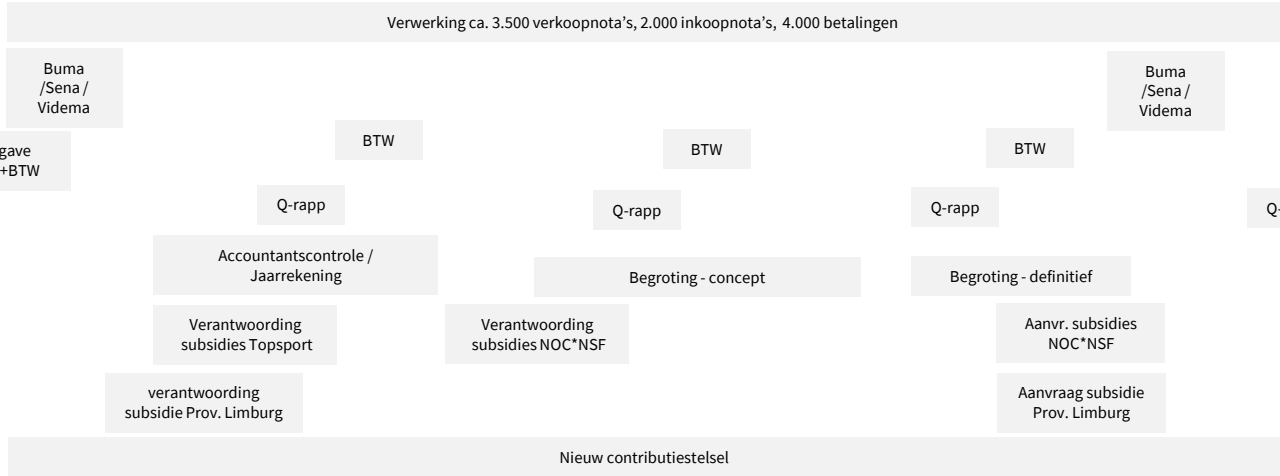 Verwerking ca. 3.500 verkoopnota’s, 2.000 inkoopnota’s, 4.000 betalingen
Buma
/Sena /
Videma
Buma
/Sena /
Videma
gave
+BTW
BTW
BTW
BTW
Q-rapp
Q-rapp
Q-rapp
Q-
Accountantscontrole /
Jaarrekening
Begroting - concept
Begroting - definitief
Verantwoording
subsidies Topsport
Verantwoording
subsidies NOC*NSF
Aanvr. subsidies
NOC*NSF
verantwoording
subsidie Prov. Limburg
Aanvraag subsidie
Prov. Limburg
Nieuw contributiestelsel